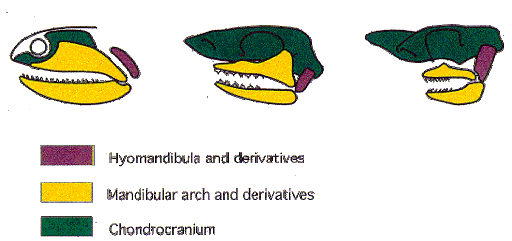 Hyomandibula and derivatives
Mandibular arch and derivatives
Chondrocranium